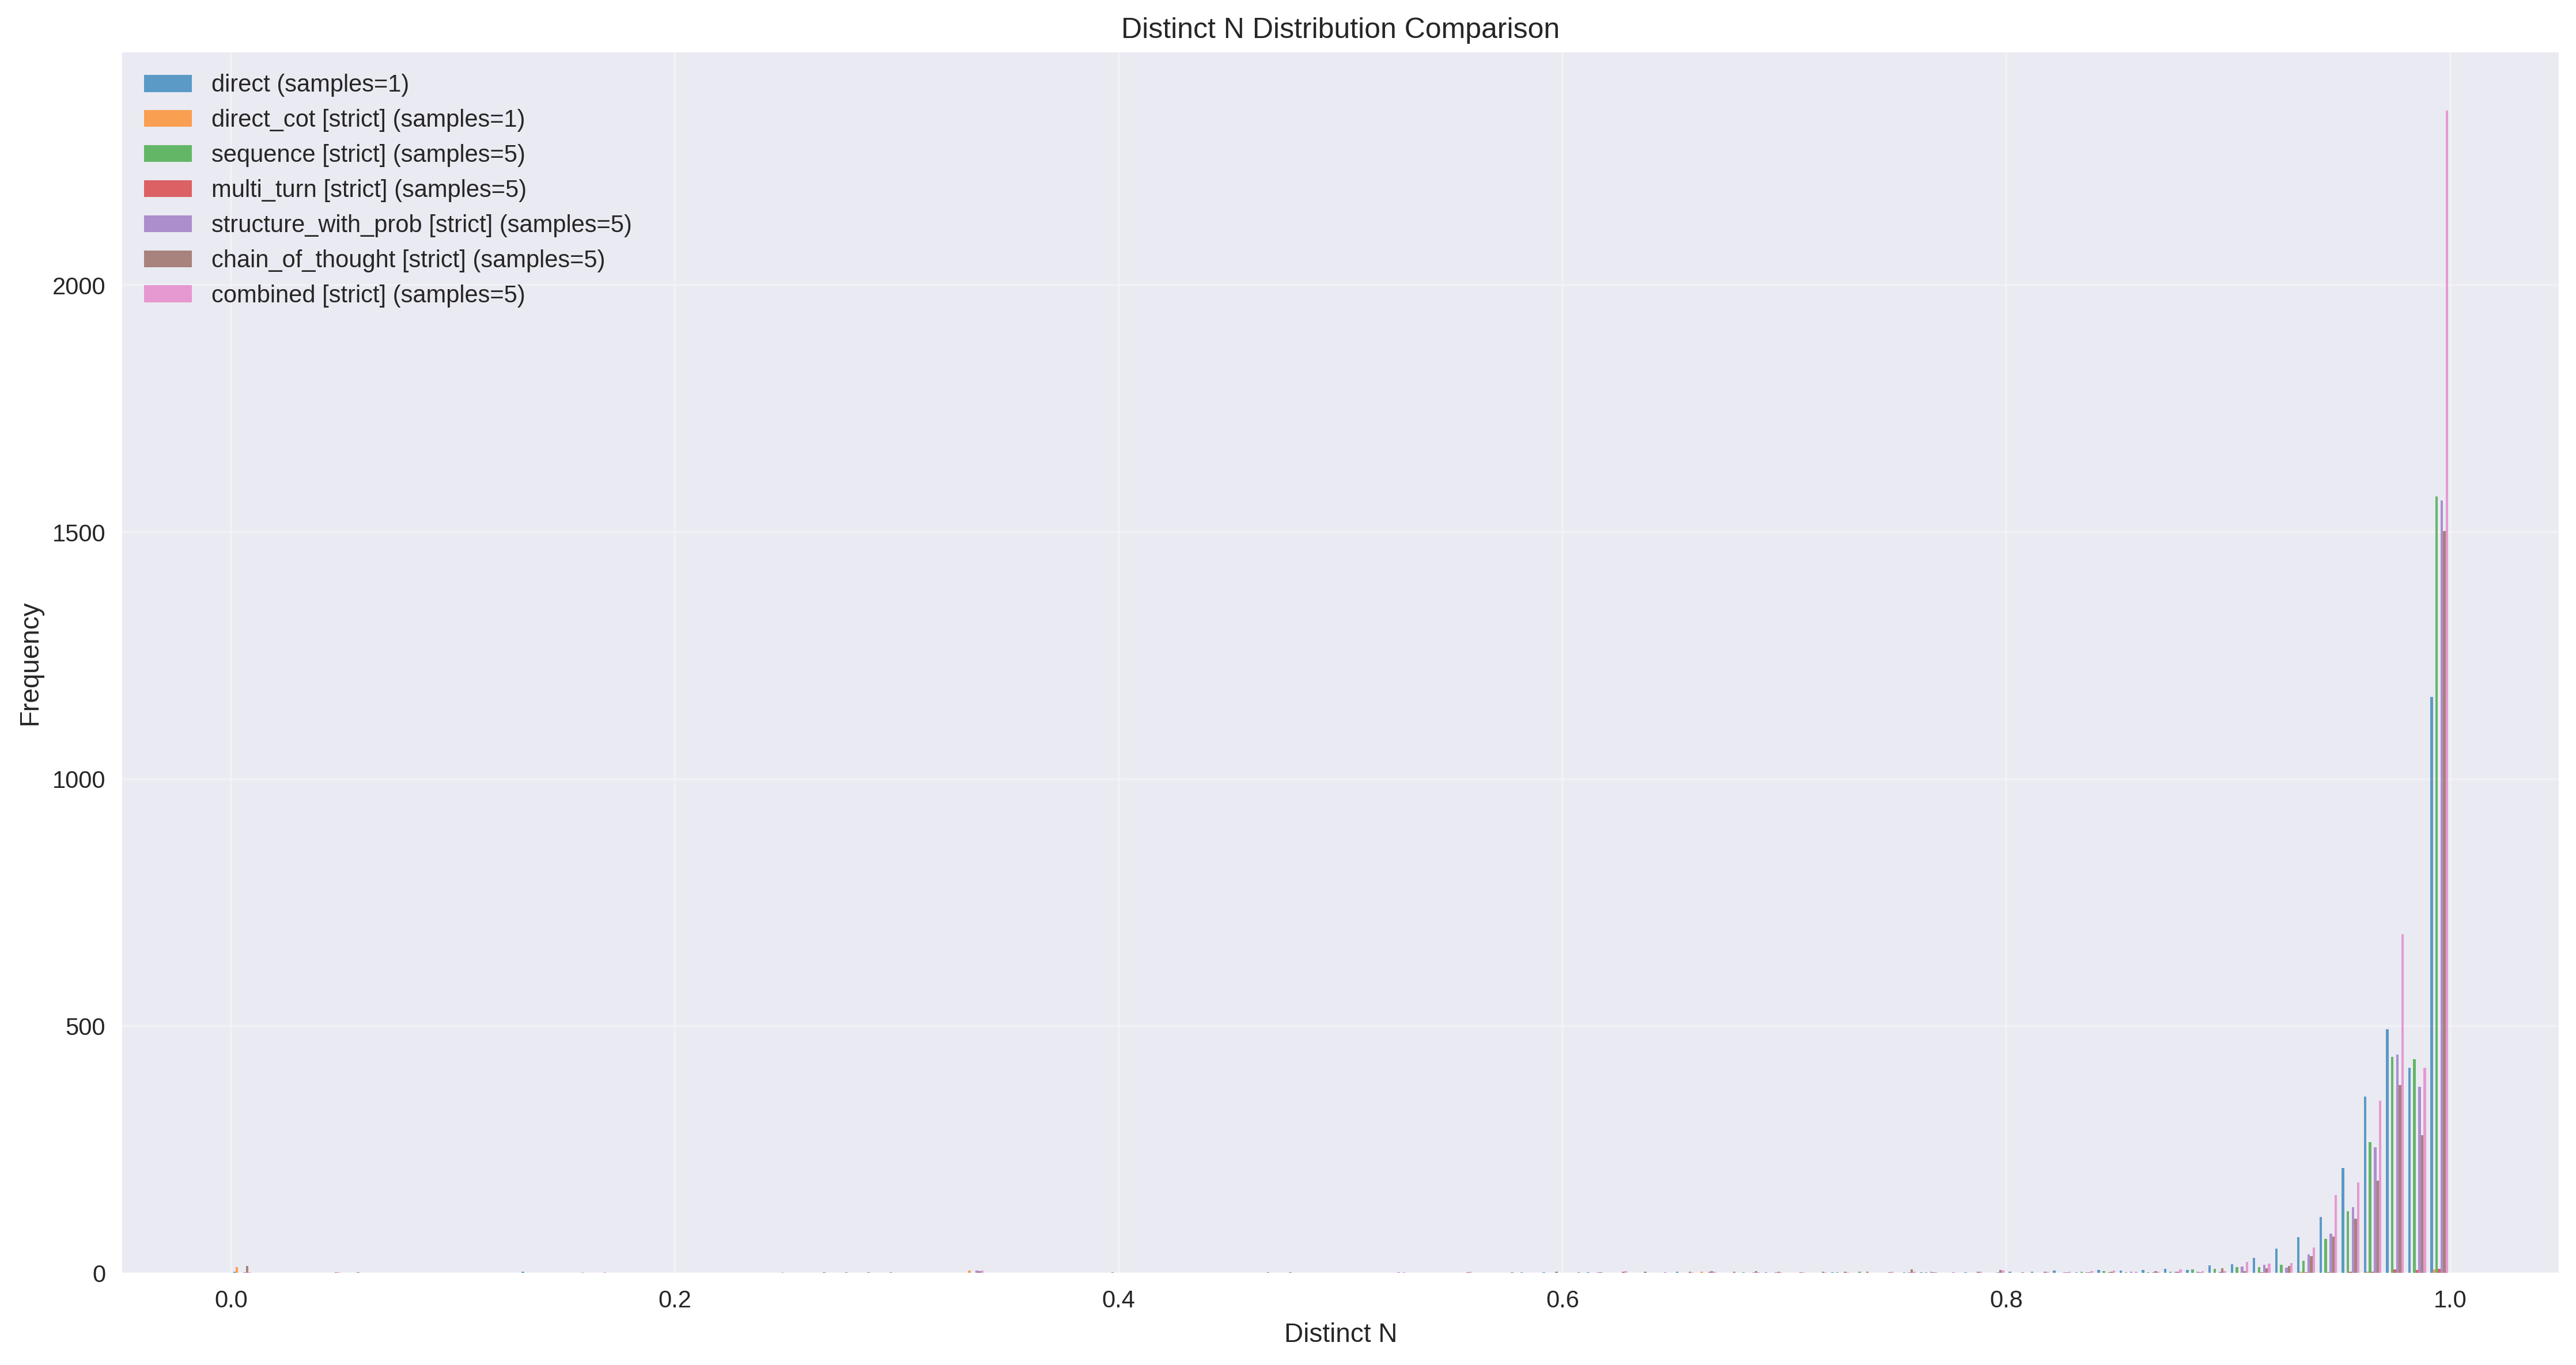 Distinct N Distribution Comparison
direct (samples=1)
direct_cot [strict] (samples=1)
sequence [strict] (samples=5)
multi_turn [strict] (samples=5)
structure_with_prob [strict] (samples=5)
chain_of_thought [strict] (samples=5)
combined [strict] (samples=5)
Frequency
2000
1500
1000
500
0
0.0
0.2
0.4
0.6
0.8
1.0
Distinct N